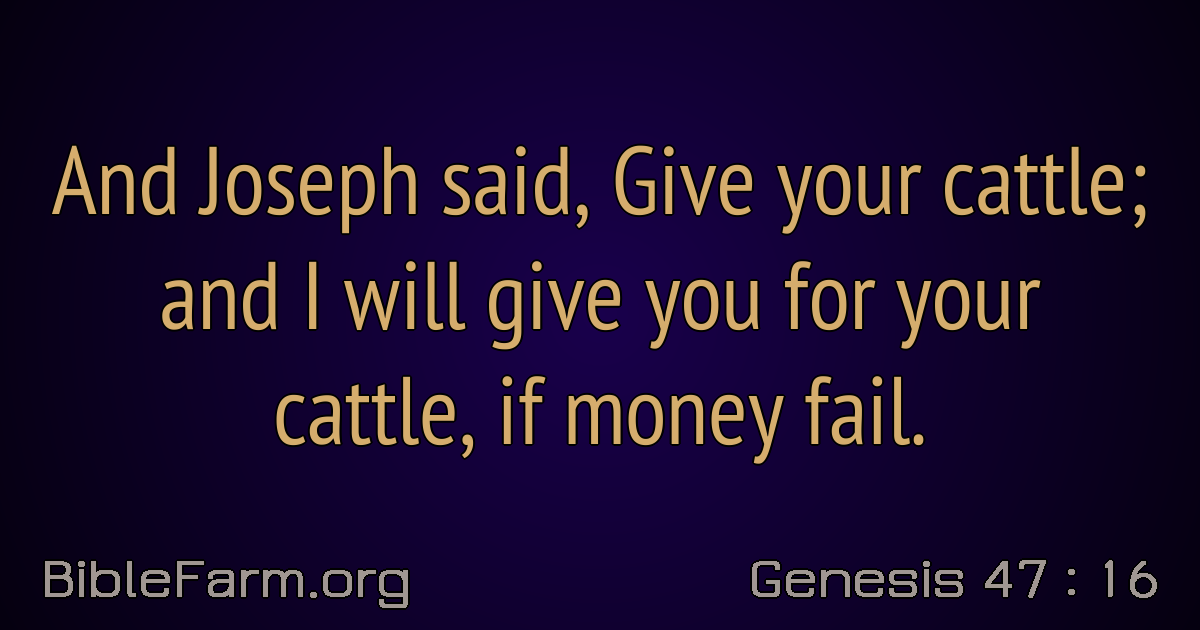 And Joseph said, Give your cattle;
and I will give you for your
cattle, if money fail.
BibleFarm.org
Genesis 47 : 16